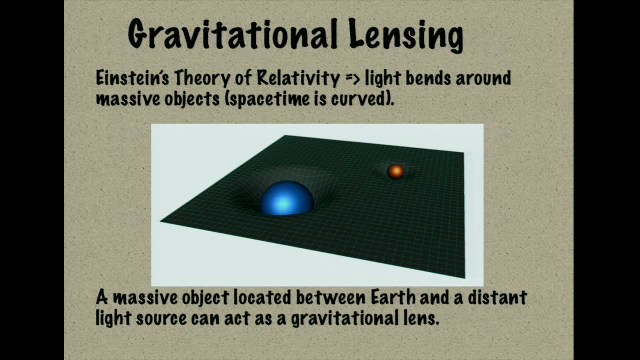 Gravitational Lensing
Einstein's Theory of Relativity => light bends around
massive objects (spacetime is curved).
A massive object located between Earth and a distant
light source can act as a gravitational lens.